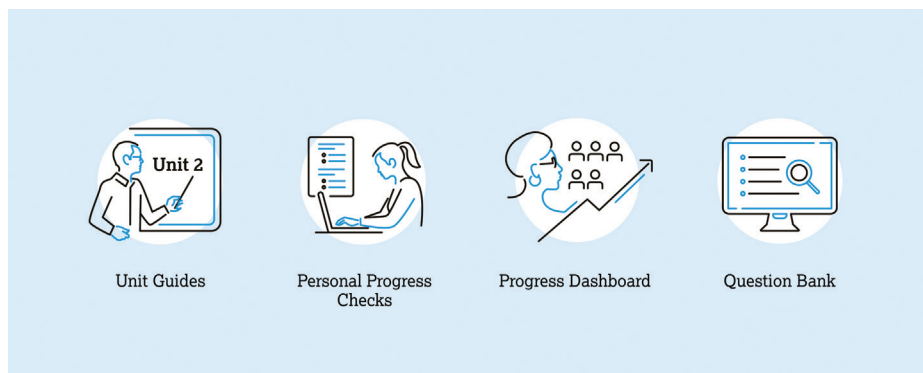 Unit 2
Unit Guides
Personal Progress
Checks
Progress Dashboard
Question Bank